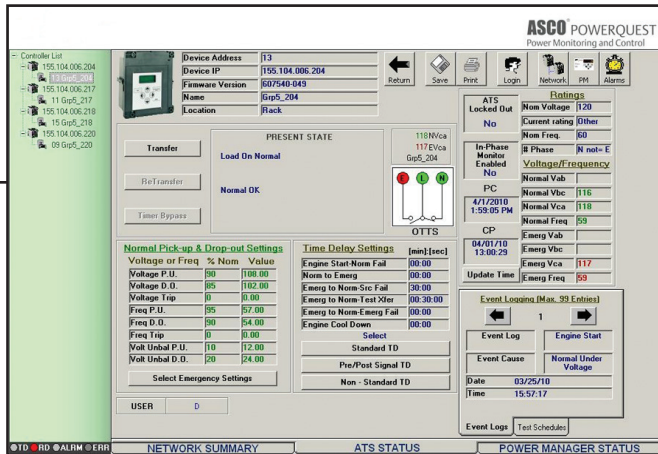 ASCO® POWERQUEST
Power Monitoring and Control
Controller List
155.104.006.204
13 Grp5_204
155.104.006.217
11 Grp5_217
155.104.006.218
15 Grp5_218
155.104.006.220
09 Grp5_220
Device Address 13
Device IP 155.104.006.204
Firmware Version 607540-049
Name Grp5_204
Location Rack
Return
Save
Print
Login
Network
PM
Alarms
Transfer
ReTransfer
Timer Bypass
PRESENT STATE
Load On Normal
Normal OK
118NVca
117EVca
Grp5_204
E L N
OTTS
ATS Locked Out
No
In-Phase Monitor Enabled
No
PC
4/1/2010
1:59:05 PM
CP
04/01/10
13:00:29
Update Time
Ratings
Nom Voltage 120
Current rating Other
Nom Freq. 60
# Phase N not= E
Voltage/Frequency
Normal Vab
Normal Vbc 116
Normal Vca 118
Normal Freq 59
Emerg Vab
Emerg Vbc
Emerg Vca 117
Emerg Freq 59
Normal Pick-up & Drop-out Settings
Voltage or Freq % Nom Value
Voltage P.U. 90 108.00
Voltage D.O. 85 102.00
Voltage Trip 0 0.00
Freq P.U. 95 57.00
Freq D.O. 90 54.00
Freq Trip 0 0.00
Volt Unbal P.U. 10 12.00
Volt Unbal D.O. 20 24.00
Select Emergency Settings
Time Delay Settings [min]:[sec]
Engine Start-Norm Fail 00:00
Norm to Emerg 00:00
Emerg to Norm-Src Fail 30:00
Emerg to Norm-Test Xfer 00:30:00
Emerg to Norm-Emerg Fail 00:00
Engine Cool Down 00:00
Select
Standard TD
Pre/Post Signal TD
Non - Standard TD
Event Logging (Max. 99 Entries)
1
Event Log Engine Start
Event Cause Normal Under Voltage
Date 03/25/10
Time 15:57:17
Event Logs Test Schedules
USER D
TD RD ALRM ERR
NETWORK SUMMARY
ATS STATUS
POWER MANAGER STATUS